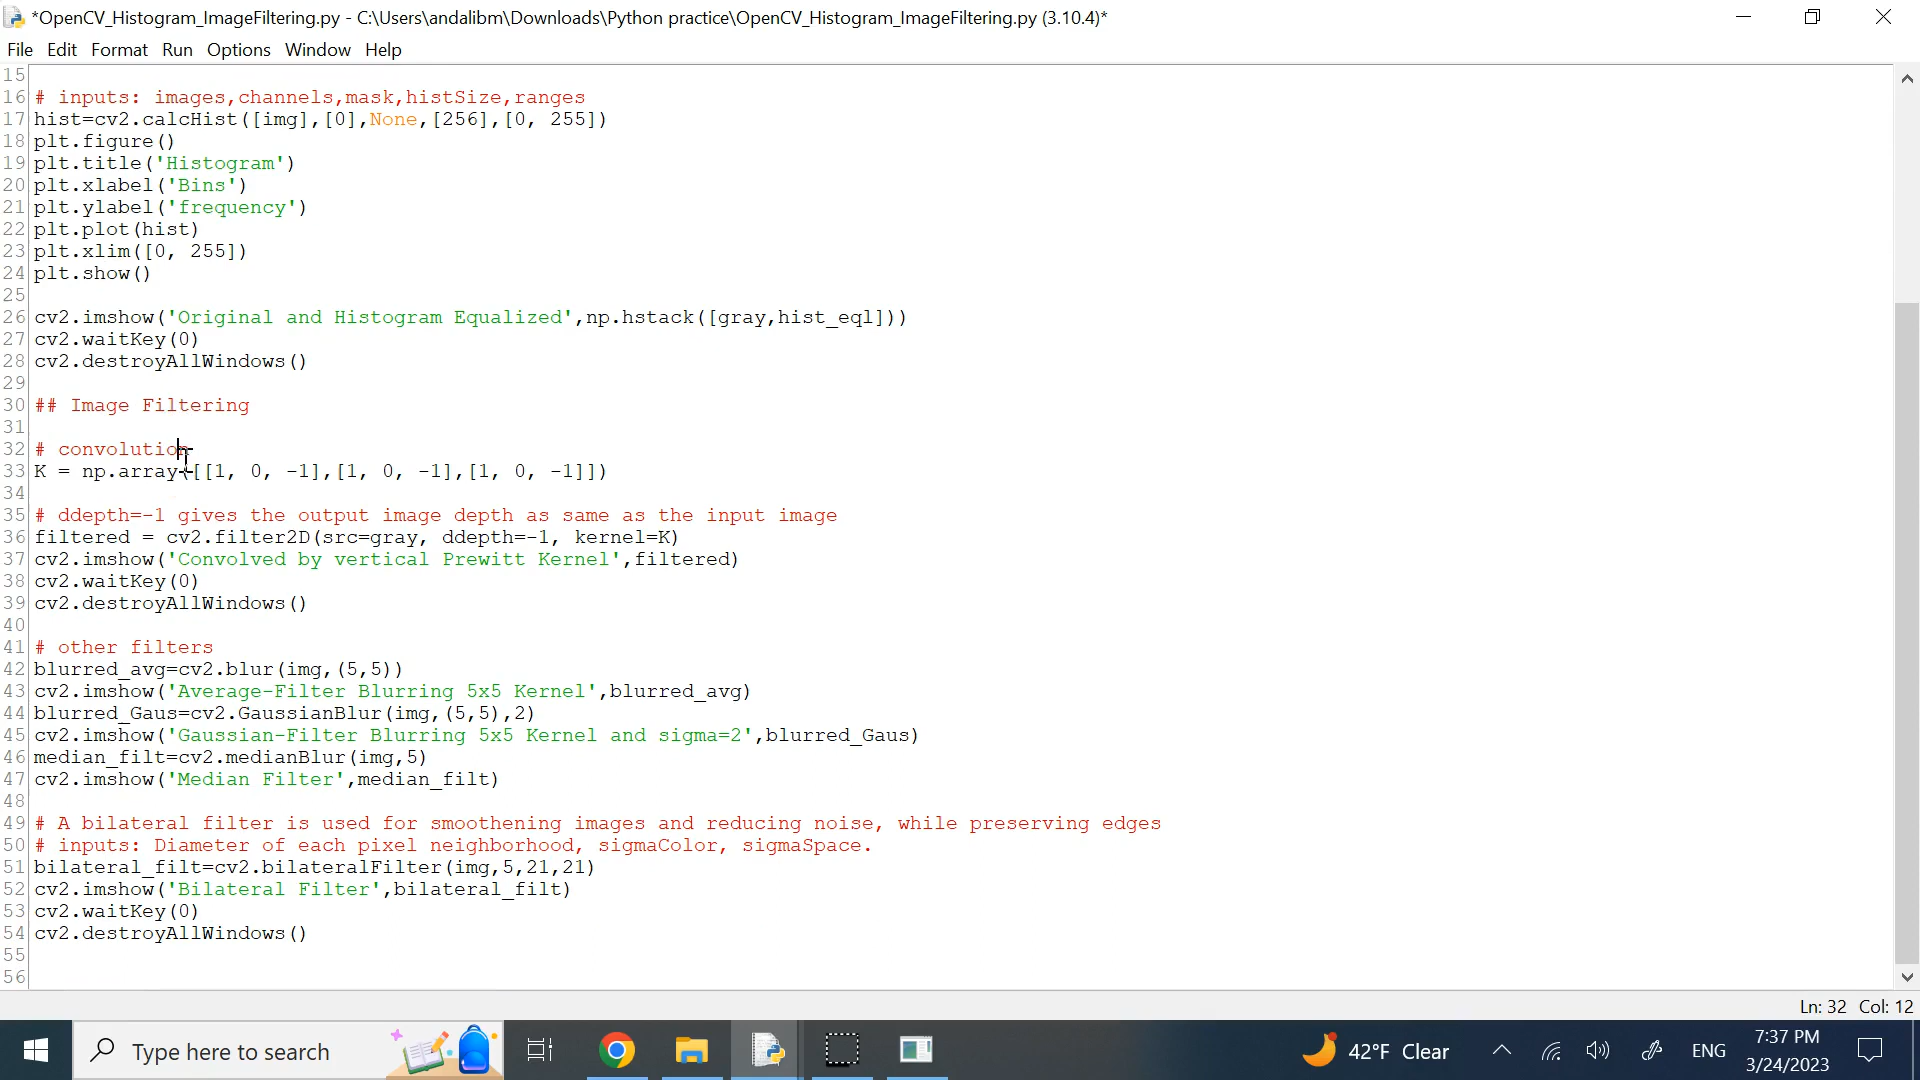 *OpenCV_Histogram_ImageFiltering.py - C:\Users\andalibm\Downloads\Python practice\OpenCV_Histogram_ImageFiltering.py (3.10.4)*
File Edit Format Run Options Window Help
15
16 # inputs: images,channels,mask,histSize,ranges
17 hist=cv2.calcHist([img],[0],None,[256],[0, 255])
18 plt.figure()
19 plt.title('Histogram')
20 plt.xlabel('Bins')
21 plt.ylabel('frequency')
22 plt.plot(hist)
23 plt.xlim([0, 255])
24 plt.show()
25
26 cv2.imshow('Original and Histogram Equalized',np.hstack([gray,hist_eql]))
27 cv2.waitKey(0)
28 cv2.destroyAllWindows()
29
30 ## Image Filtering
31
32 # convolution
33 K = np.array([[1, 0, -1],[1, 0, -1],[1, 0, -1]])
34
35 # ddepth=-1 gives the output image depth as same as the input image
36 filtered = cv2.filter2D(src=gray, ddepth=-1, kernel=K)
37 cv2.imshow('Convolved by vertical Prewitt Kernel',filtered)
38 cv2.waitKey(0)
39 cv2.destroyAllWindows()
40
41 # other filters
42 blurred_avg=cv2.blur(img,(5,5))
43 cv2.imshow('Average-Filter Blurring 5x5 Kernel',blurred_avg)
44 blurred_Gaus=cv2.GaussianBlur(img,(5,5),2)
45 cv2.imshow('Gaussian-Filter Blurring 5x5 Kernel and sigma=2',blurred_Gaus)
46 median_filt=cv2.medianBlur(img,5)
47 cv2.imshow('Median Filter',median_filt)
48
49 # A bilateral filter is used for smoothening images and reducing noise, while preserving edges
50 # inputs: Diameter of each pixel neighborhood, sigmaColor, sigmaSpace.
51 bilateral_filt=cv2.bilateralFilter(img,5,21,21)
52 cv2.imshow('Bilateral Filter',bilateral_filt)
53 cv2.waitKey(0)
54 cv2.destroyAllWindows()
55
56
Ln: 32 Col: 12
Type here to search
42°F Clear
ENG
7:37 PM
3/24/2023